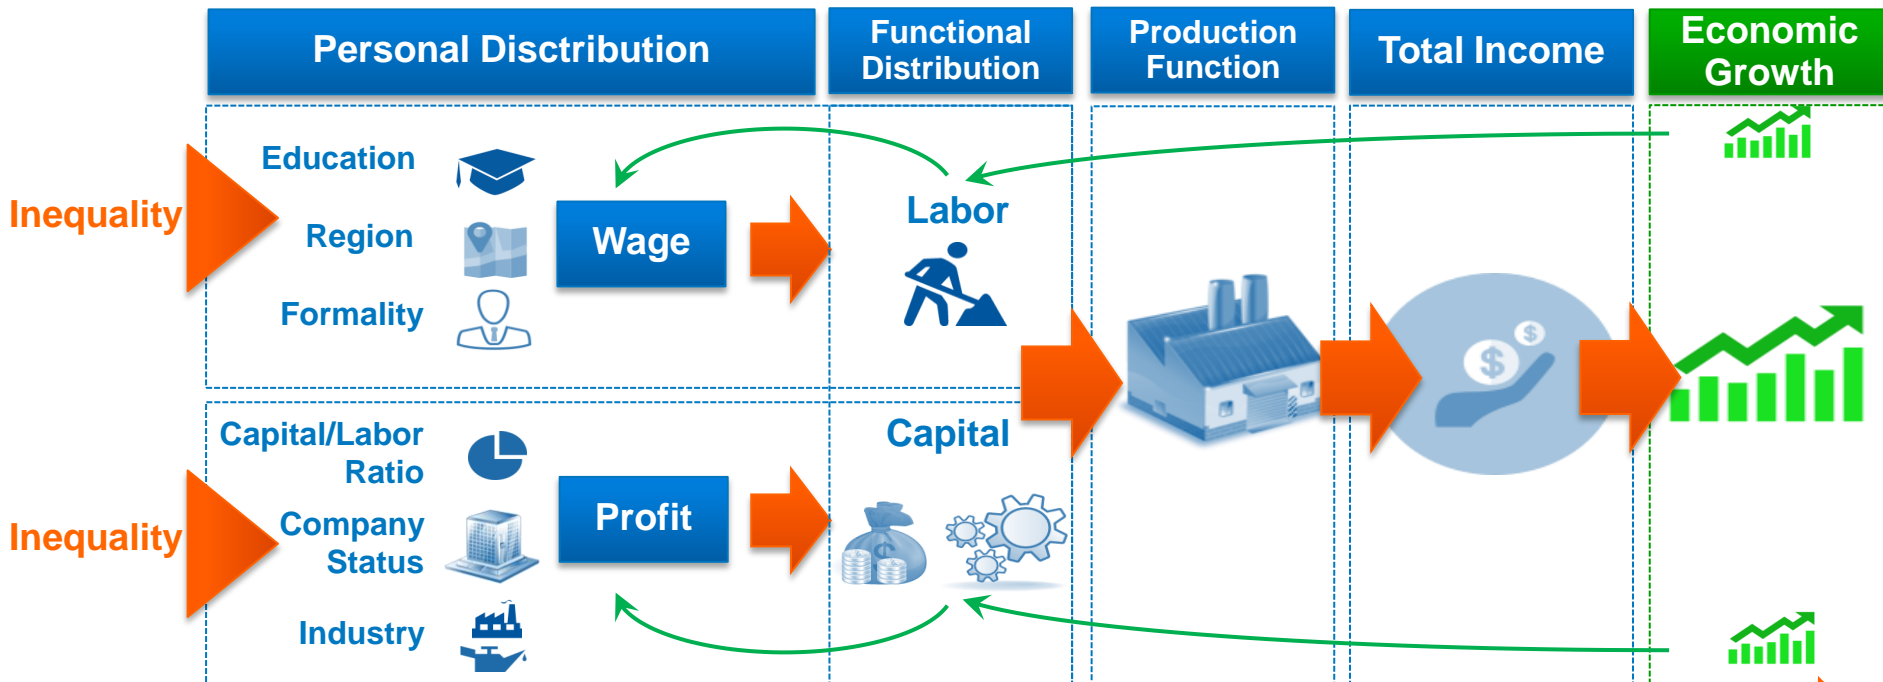 Personal Disctribution
Functional
Distribution
Production
Function
Total Income
Economic
Growth
Inequality
Education
Region
Formality
Wage
Labor
Inequality
Capital/Labor
Ratio
Company
Status
Industry
Profit
Capital
$
$